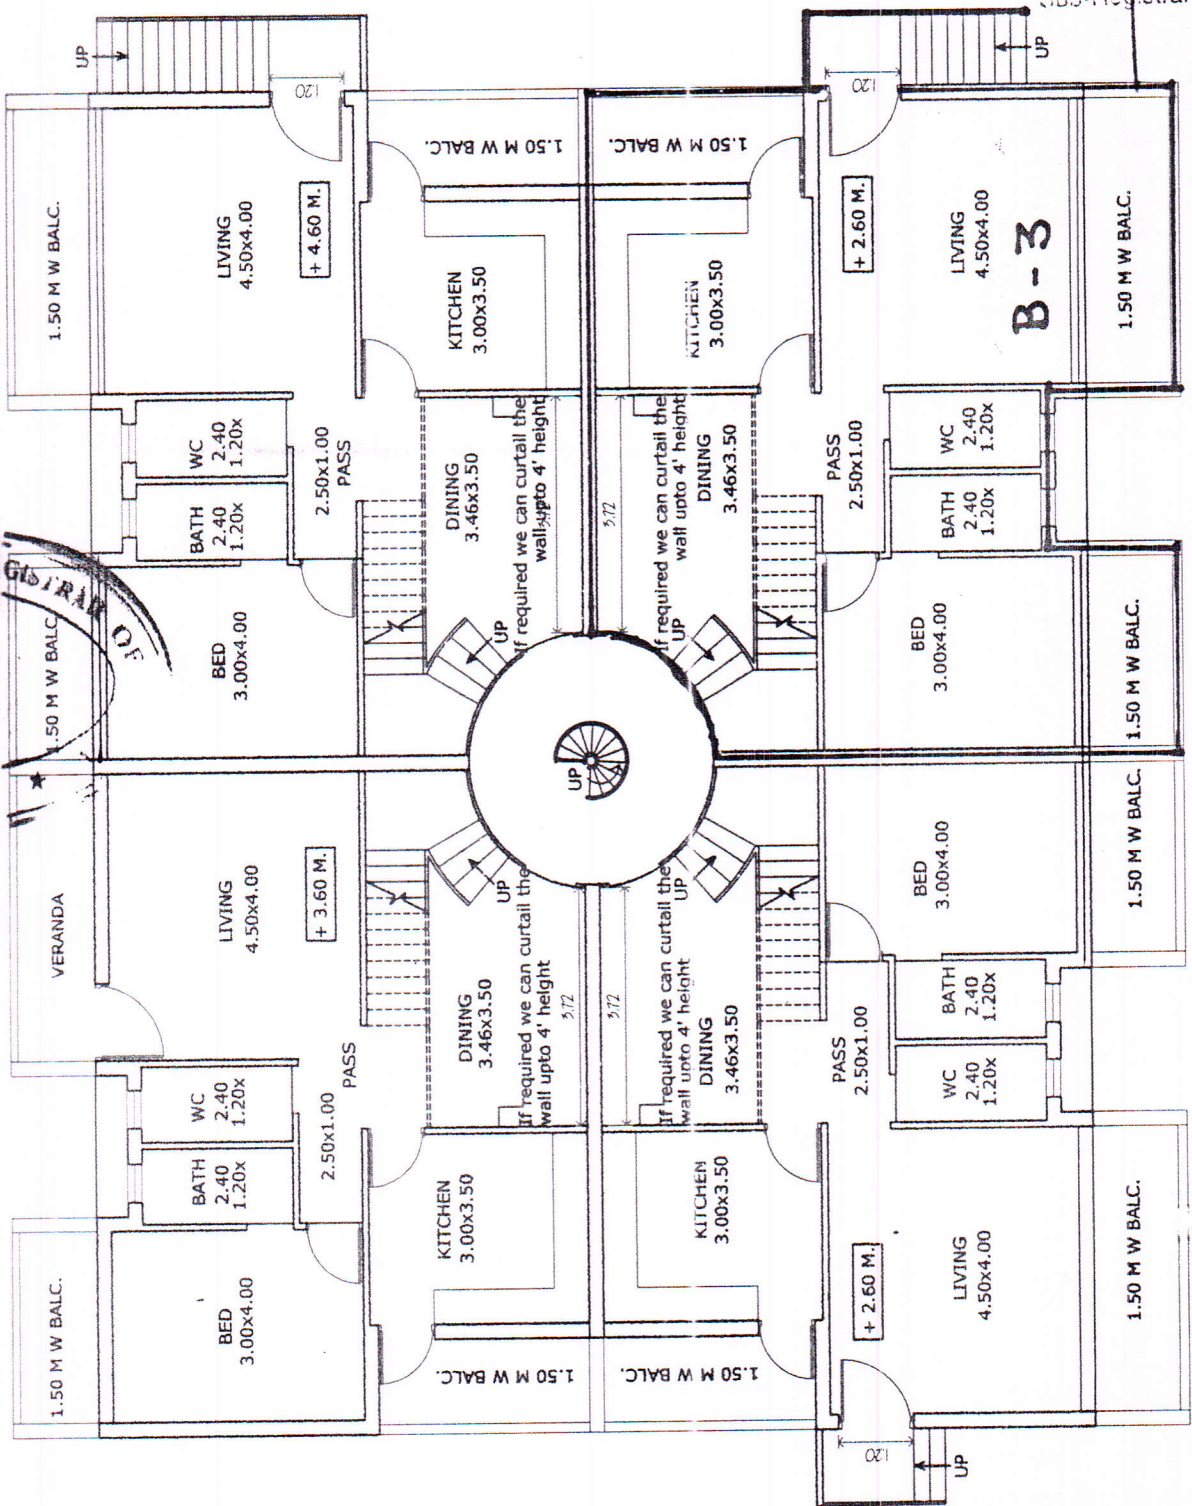 UP
1.50 M W BALC.
LIVING
4.50x4.00
+ 4.60 M.
120
1.50 M W BALC.
KITCHEN
3.00x3.50
WC
2.40
1.20x
BATH
2.40
1.20x
2.50x1.00
PASS
DINING
3.46x3.50
If required we can curtail the
wall upto 4' height
3.72
UP
1.50 M W BALC.
BED
3.00x4.00
GISTRAR OF
UP
120
LIVING
4.50x4.00
+ 2.60 M.
B-3
1.50 M W BALC.
1.50 M W BALC.
KITCHEN
3.00x3.50
WC
2.40
1.20x
BATH
2.40
1.20x
PASS
2.50x1.00
DINING
3.46x3.50
If required we can curtail the
wall upto 4' height
3.72
UP
BED
3.00x4.00
1.50 M W BALC.
UP
VERANDA
LIVING
4.50x4.00
+ 3.60 M.
WC
2.40
1.20x
BATH
2.40
1.20x
PASS
2.50x1.00
DINING
3.46x3.50
If required we can curtail the
wall upto 4' height
3.72
UP
KITCHEN
3.00x3.50
1.50 M W BALC.
BED
3.00x4.00
1.50 M W BALC.
BED
3.00x4.00
1.50 M W BALC.
BATH
2.40
1.20x
WC
2.40
1.20x
PASS
2.50x1.00
If required we can curtail the
wall upto 4' height
DINING
3.46x3.50
3.72
UP
KITCHEN
3.00x3.50
1.50 M W BALC.
+ 2.60 M.
LIVING
4.50x4.00
1.50 M W BALC.
120
UP